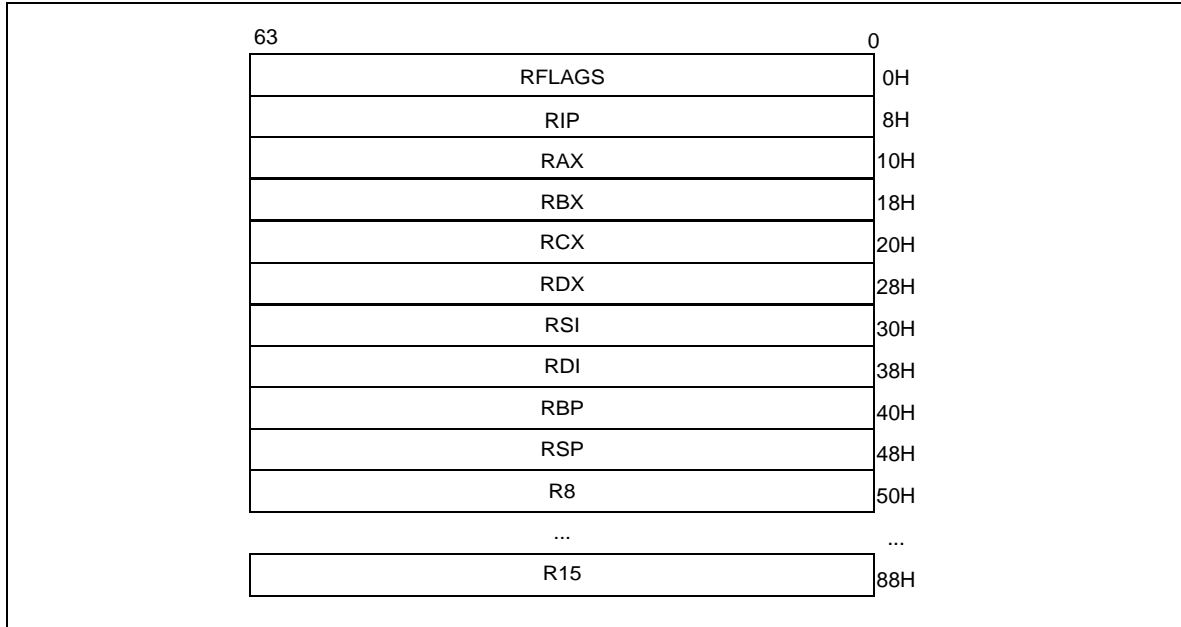 63 0
RFLAGS 0H
RIP 8H
RAX 10H
RBX 18H
RCX 20H
RDX 28H
RSI 30H
RDI 38H
RBP 40H
RSP 48H
R8 50H
... ...
R15 88H